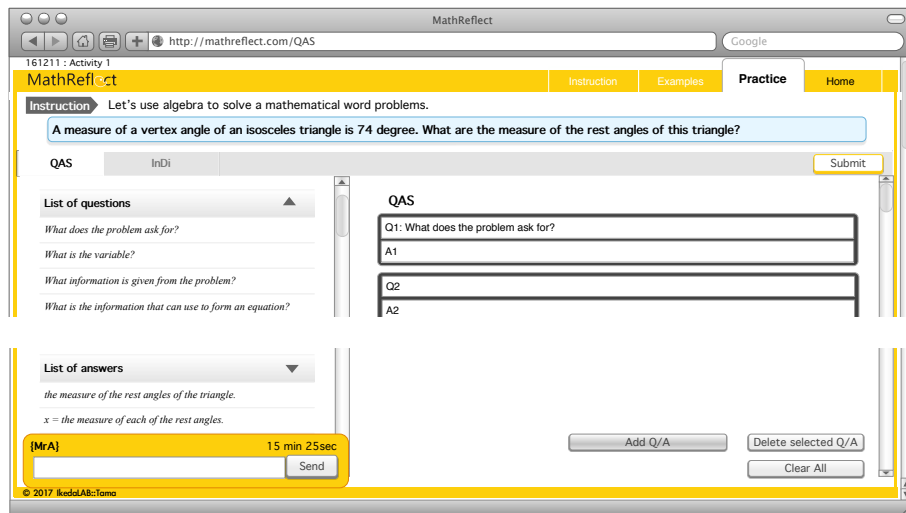 MathReflect
http://mathreflect.com/QAS
Google
161211 : Activity 1
MathReflect
Instruction
Examples
Practice
Home
Instruction Let's use algebra to solve a mathematical word problems.
A measure of a vertex angle of an isosceles triangle is 74 degree. What are the measure of the rest angles of this triangle?
QAS
InDi
Submit
List of questions
What does the problem ask for?
What is the variable?
What information is given from the problem?
What is the information that can use to form an equation?
QAS
Q1: What does the problem ask for?
A1
Q2
A2
List of answers
the measure of the rest angles of the triangle.
x = the measure of each of the rest angles.
{MrA} 15 min 25sec
Send
Add Q/A
Delete selected Q/A
Clear All
© 2017 IkedaLAB::Tama